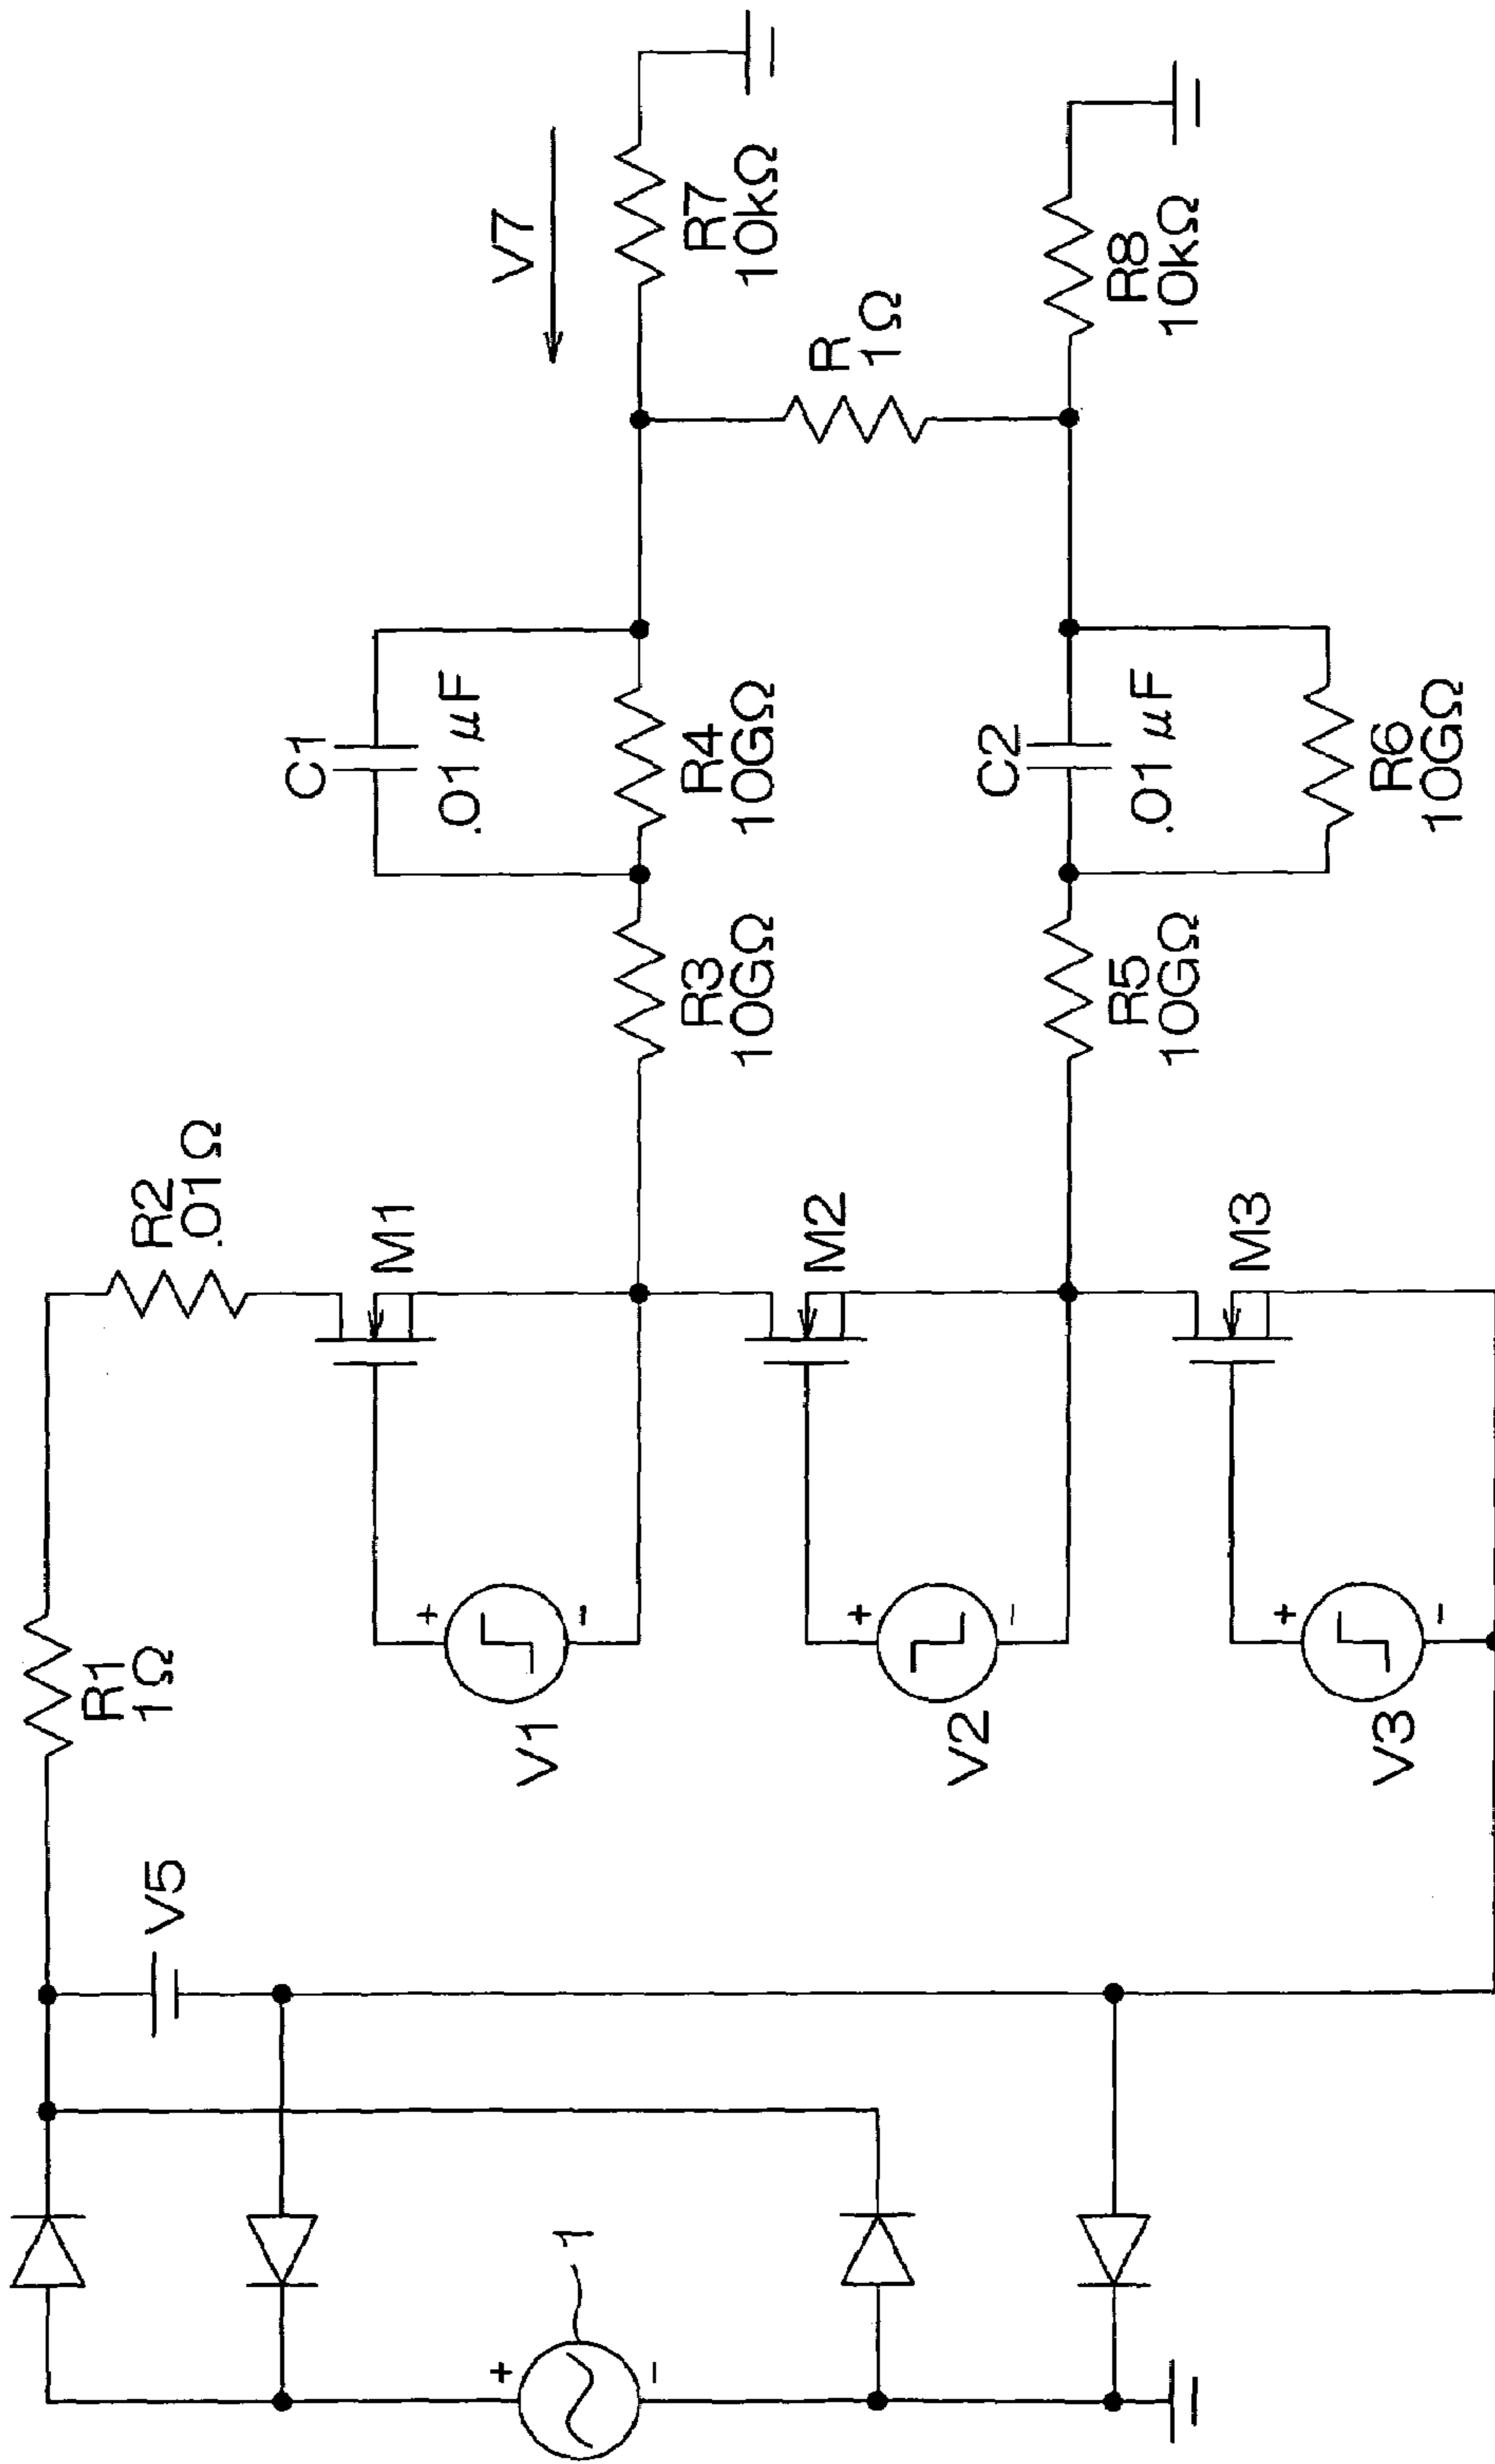 V7
R7
10kΩ
R8
10kΩ
R
1Ω
C1
.01 μF
R4
10GΩ
C2
.01 μF
R6
10GΩ
R3
10GΩ
R5
10GΩ
R2
.01Ω
M1
M2
M3
R1
1Ω
+
-
V1
+
-
V2
+
-
V3
V5
1
+
-